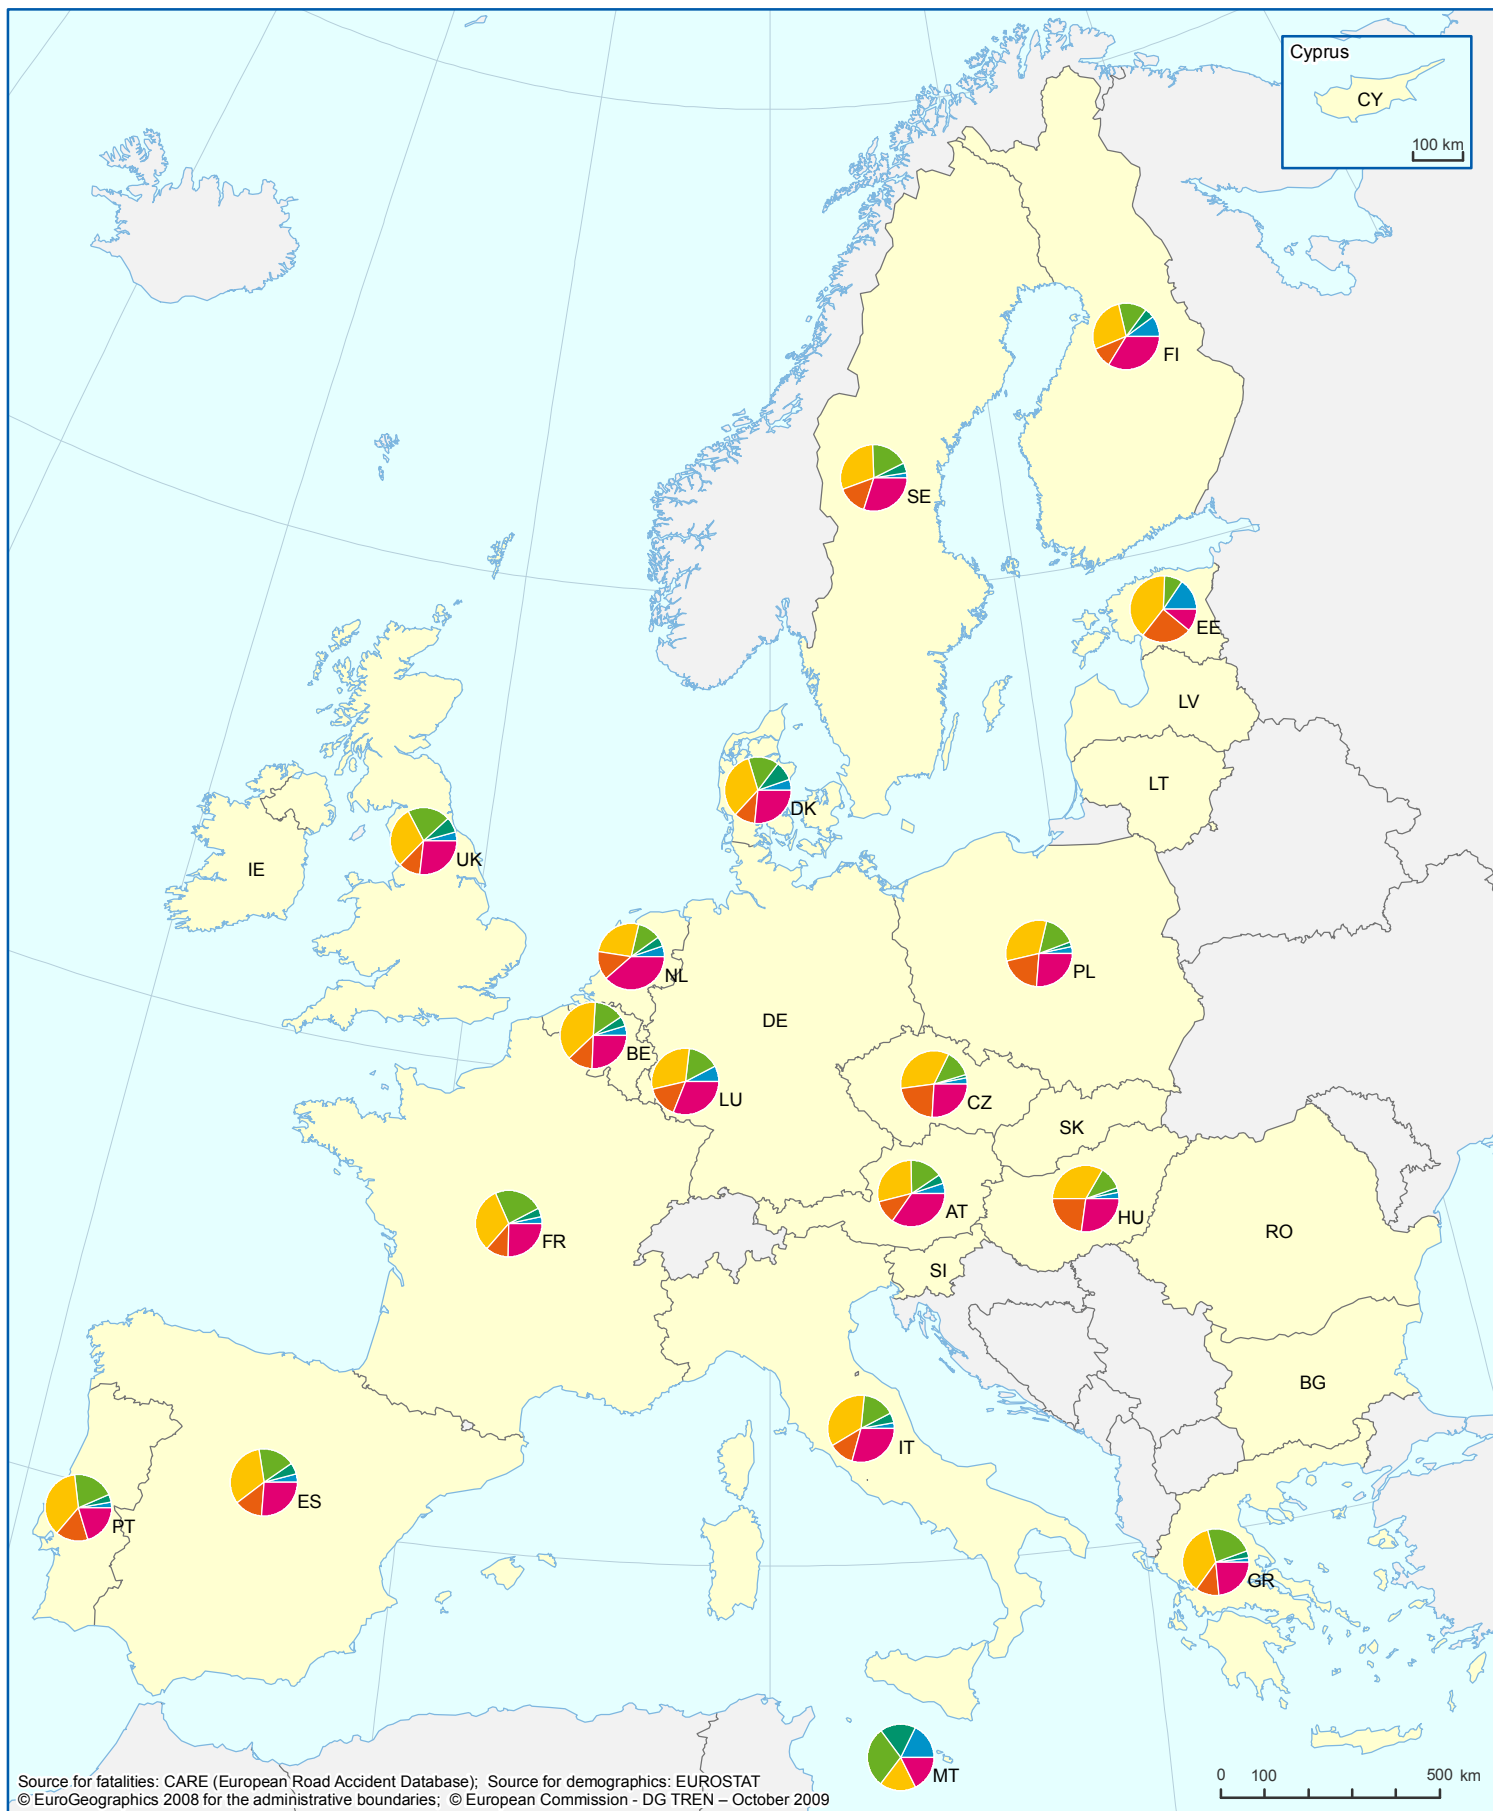 Cyprus
CY
100 km
FI
SE
EE
LV
LT
DK
UK
IE
NL
PL
DE
BE
LU
CZ
SK
AT
HU
FR
RO
SI
BG
IT
ES
PT
GR
MT
0 100 500 km
Source for fatalities: CARE (European Road Accident Database); Source for demographics: EUROSTAT
© EuroGeographics 2008 for the administrative boundaries; © European Commission - DG TREN – October 2009